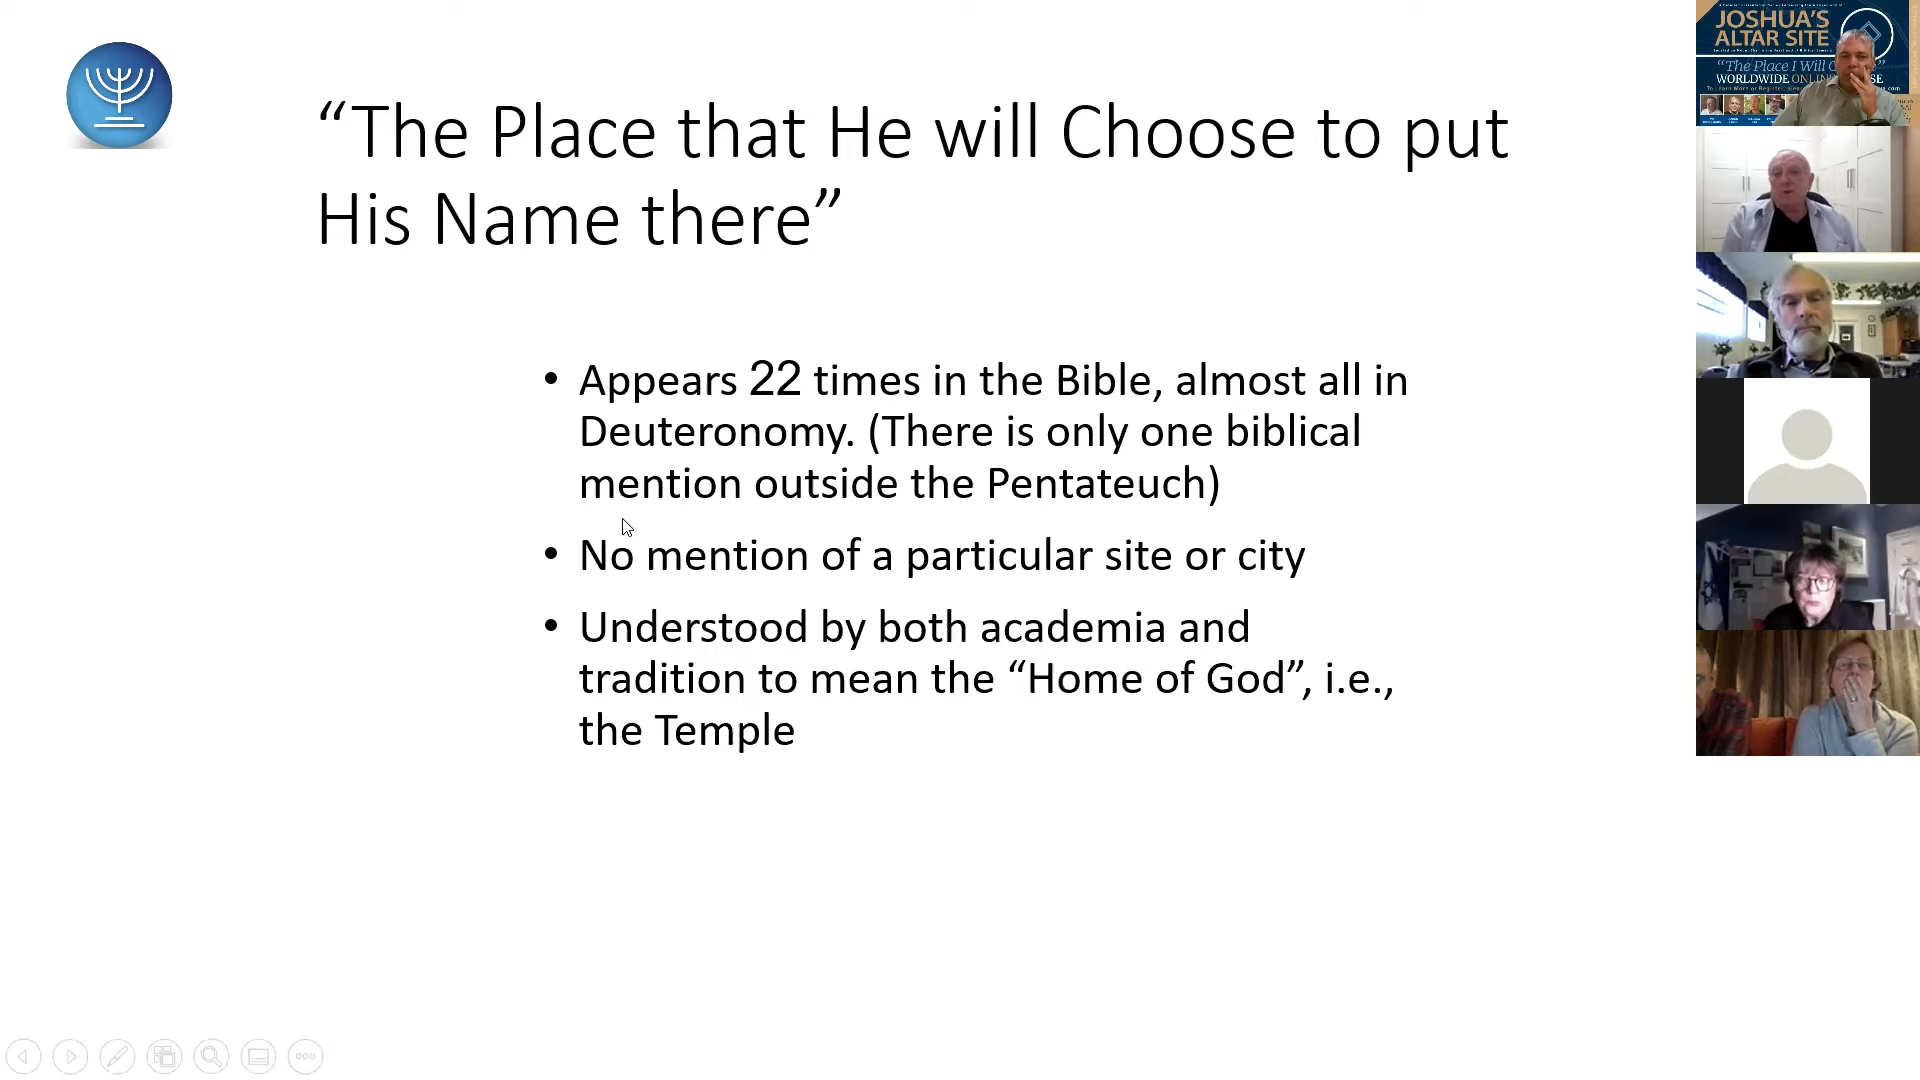 “The Place that He will Choose to put
His Name there”
• Appears 22 times in the Bible, almost all in
Deuteronomy. (There is only one biblical
mention outside the Pentateuch)
• No mention of a particular site or city
• Understood by both academia and
tradition to mean the “Home of God”, i.e.,
the Temple
JOSHUA'S
ALTAR SITE
“The Place I Will
WORLDWIDE